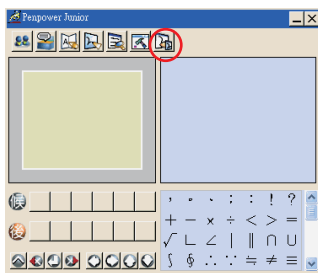 Penpower Junior
候
後
, 。 、 ; : ! ?
+ − × ÷ < > =
√ ∟ ∠ | ∥ ∩ ∪
∫ ∮ ∴ ∵ ≒ ≠ ≡